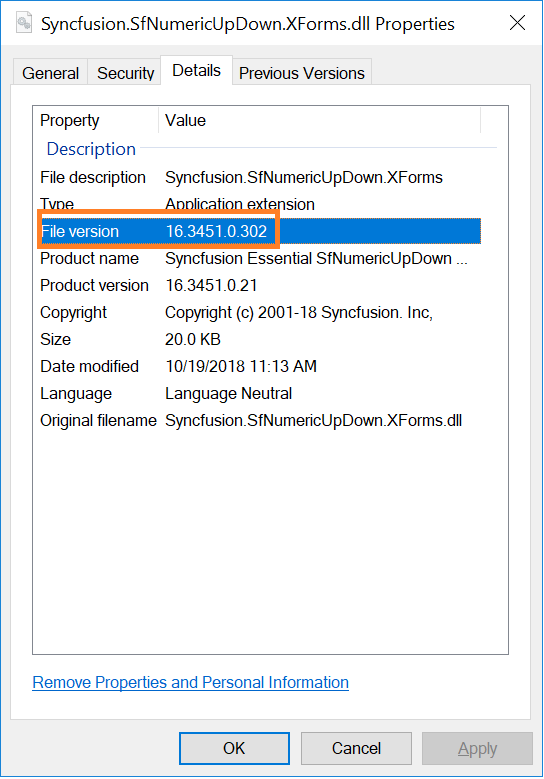 Syncfusion.SfNumericUpDown.XForms.dll Properties
General Security Details Previous Versions
Property Value
Description
File description Syncfusion.SfNumericUpDown.XForms
Type Application extension
File version 16.3451.0.302
Product name Syncfusion Essential SfNumericUpDown ...
Product version 16.3451.0.21
Copyright Copyright (c) 2001-18 Syncfusion. Inc,
Size 20.0 KB
Date modified 10/19/2018 11:13 AM
Language Language Neutral
Original filename Syncfusion.SfNumericUpDown.XForms.dll
Remove Properties and Personal Information
OK Cancel Apply